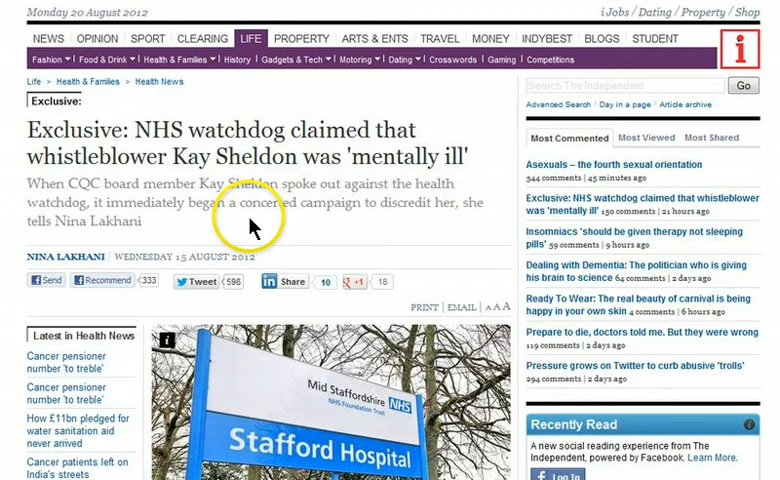 Monday 20 August 2012
i Jobs / Dating / Property / Shop
NEWS OPINION SPORT CLEARING LIFE PROPERTY ARTS & ENTS TRAVEL MONEY INDYBEST BLOGS STUDENT
Fashion Food & Drink Health & Families History Gadgets & Tech Motoring Dating Crosswords Gaming Competitions
i
Life > Health & Families > Health News
Exclusive:
Exclusive: NHS watchdog claimed that
whistleblower Kay Sheldon was 'mentally ill'
When CQC board member Kay Sheldon spoke out against the health
watchdog, it immediately began a concerted campaign to discredit her, she
tells Nina Lakhani
NINA LAKHANI WEDNESDAY 15 AUGUST 2012
Send Recommend 333 Tweet 598 in Share 10 +1 18
PRINT EMAIL A A A
Latest in Health News
Cancer pensioner
number 'to treble'
Cancer pensioner
number 'to treble'
How £11bn pledged for
water sanitation aid
never arrived
Cancer patients left on
India's streets
i
Mid Staffordshire NHS
NHS Foundation Trust
Stafford Hospital
Search The Independent Go
Advanced Search Day in a page Article archive
Most Commented Most Viewed Most Shared
Asexuals – the fourth sexual orientation
544 comments | 45 minutes ago
Exclusive: NHS watchdog claimed whistleblower
was 'mentally ill' 150 comments | 21 hours ago
Insomniacs 'should be given therapy not sleeping
pills' 59 comments | 9 hours ago
Dealing with Dementia: The politician who is giving
his brain to science 64 comments | 2 days ago
Ready To Wear: The real beauty of carnival is being
happy in your own skin 4 comments | 6 hours ago
Prepare to die, doctors told me. But they were wrong
119 comments | 2 days ago
Pressure grows on Twitter to curb abusive 'trolls'
294 comments | 2 days ago
Recently Read i
A new social reading experience from The
Independent, powered by Facebook. Learn More.
f Log In